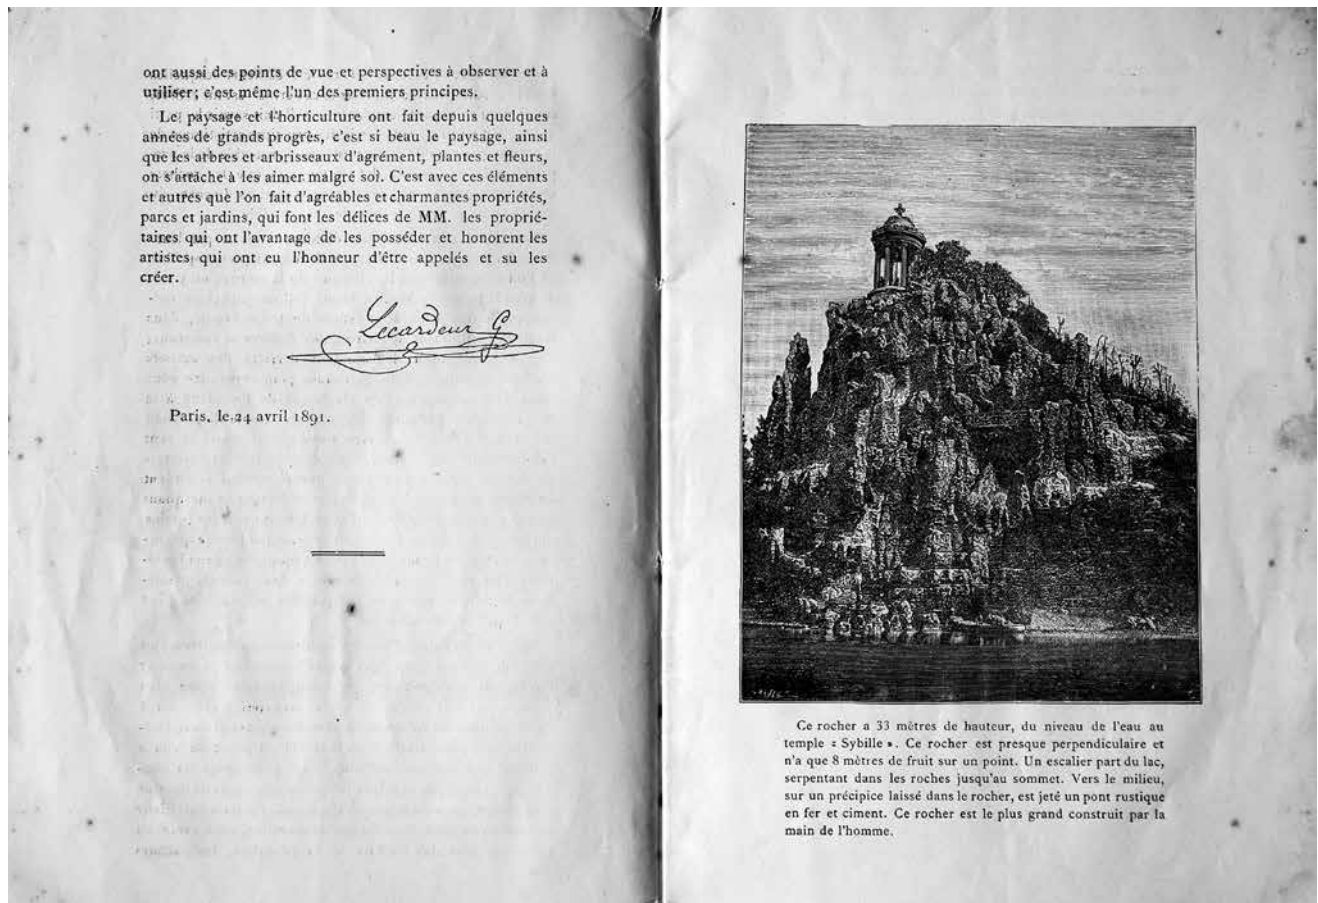 ont aussi des points de vue et perspectives à observer et à
utiliser; c'est même l'un des premiers principes.
Le paysage et l'horticulture ont fait depuis quelques
années de grands progrès, c'est si beau le paysage, ainsi
que les arbres et arbrisseaux d'agrément, plantes et fleurs,
on s'attache à les aimer malgré soi. C'est avec ces éléments
et autres que l'on fait d'agréables et charmantes propriétés,
parcs et jardins, qui font les délices de MM. les proprié-
taires qui ont l'avantage de les posséder et honorent les
artistes qui ont eu l'honneur d'être appelés et su les
créer.
Lecardeur G
Paris, le 24 avril 1891.
Ce rocher a 33 mètres de hauteur, du niveau de l'eau au
temple « Sybille ». Ce rocher est presque perpendiculaire et
n'a que 8 mètres de fruit sur un point. Un escalier part du lac,
serpentant dans les roches jusqu'au sommet. Vers le milieu,
sur un précipice laissé dans le rocher, est jeté un pont rustique
en fer et ciment. Ce rocher est le plus grand construit par la
main de l'homme.